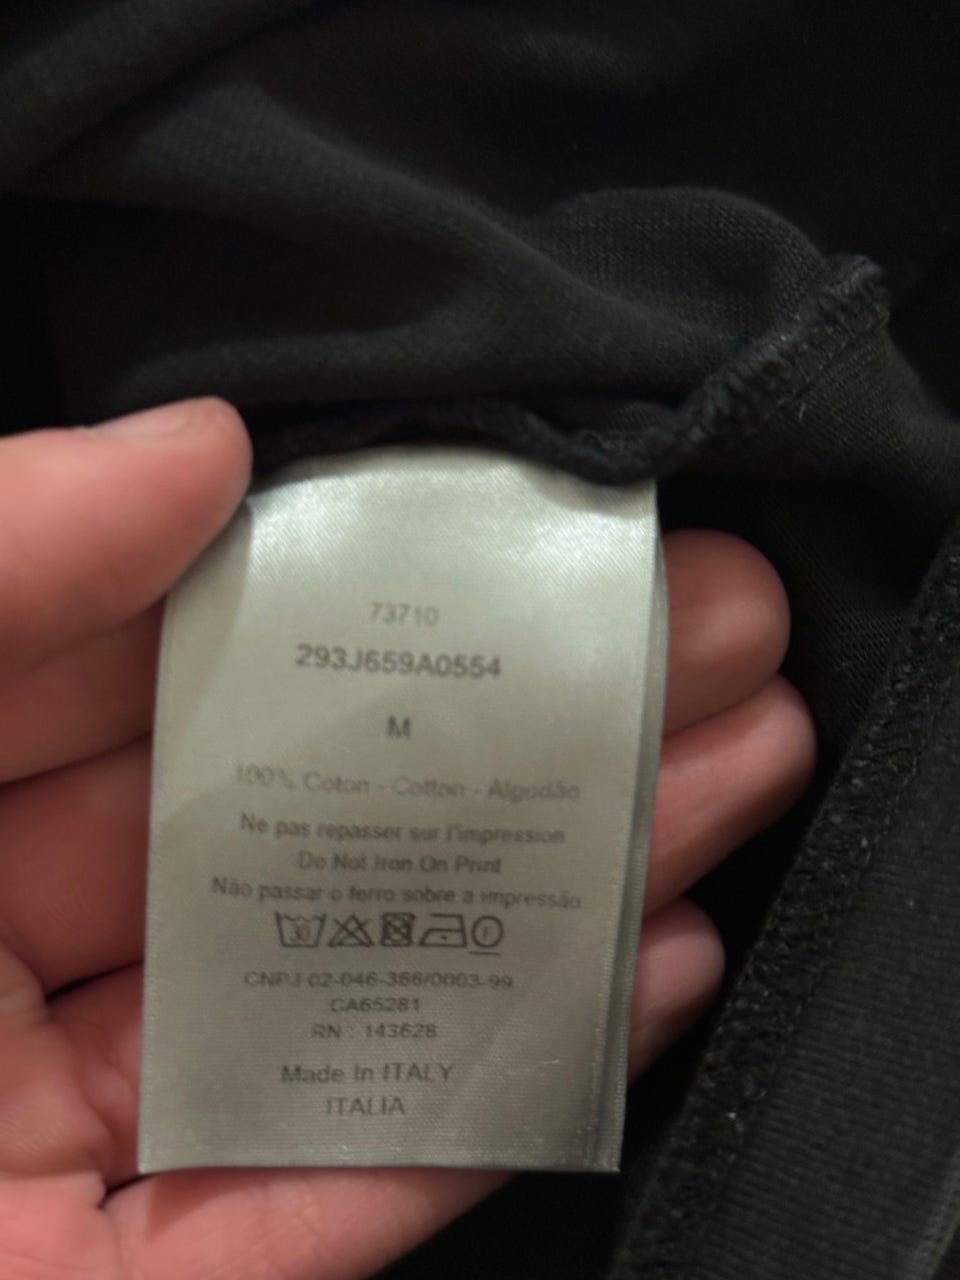 73710
293J659A0554
M
100% Coton - Cotton - Algodão
Ne pas repasser sur l'impression
Do Not Iron On Print
Não passar o ferro sobre a impressão
30 F
CNPJ 02-046-366/0003-99
CA65281
RN : 143628
Made In ITALY
ITALIA